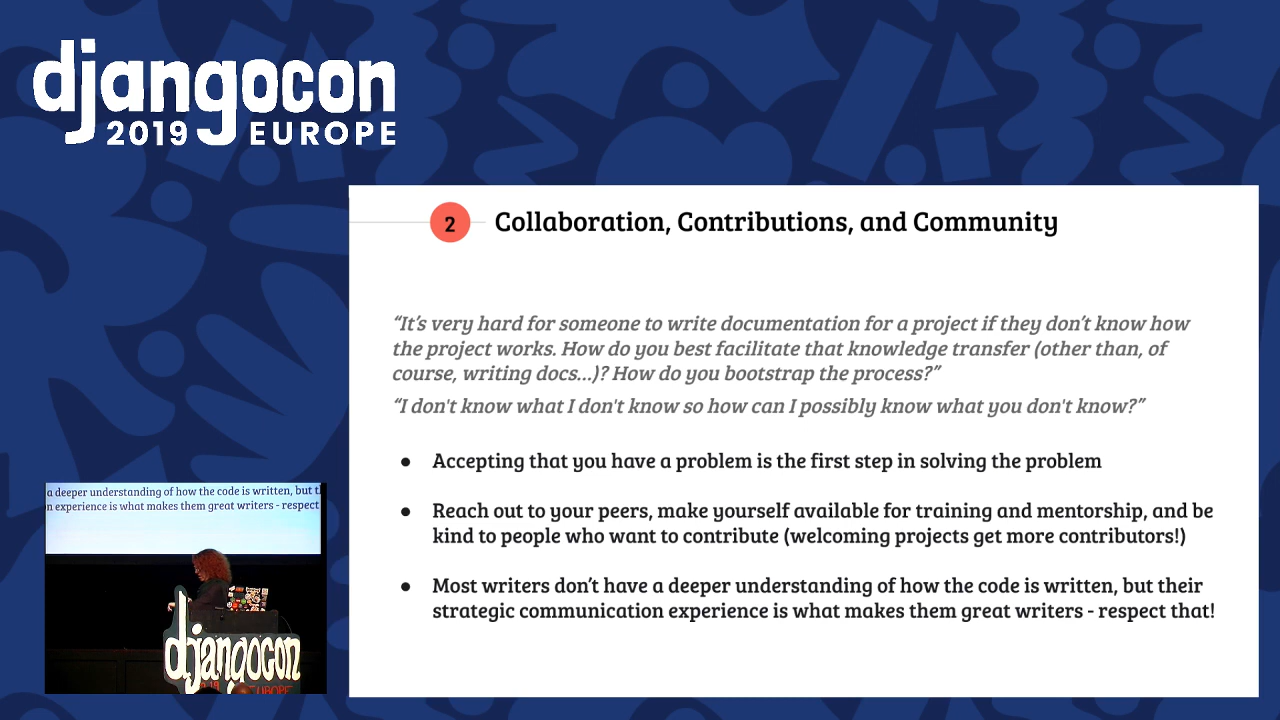 djangocon
2019 EUROPE
2 Collaboration, Contributions, and Community
“It’s very hard for someone to write documentation for a project if they don’t know how
the project works. How do you best facilitate that knowledge transfer (other than, of
course, writing docs...)? How do you bootstrap the process?”
“I don't know what I don't know so how can I possibly know what you don't know?”
● Accepting that you have a problem is the first step in solving the problem
● Reach out to your peers, make yourself available for training and mentorship, and be
kind to people who want to contribute (welcoming projects get more contributors!)
● Most writers don’t have a deeper understanding of how the code is written, but their
strategic communication experience is what makes them great writers - respect that!
a deeper understanding of how the code is written, but t
n experience is what makes them great writers - respect
djangocon
EUROPE